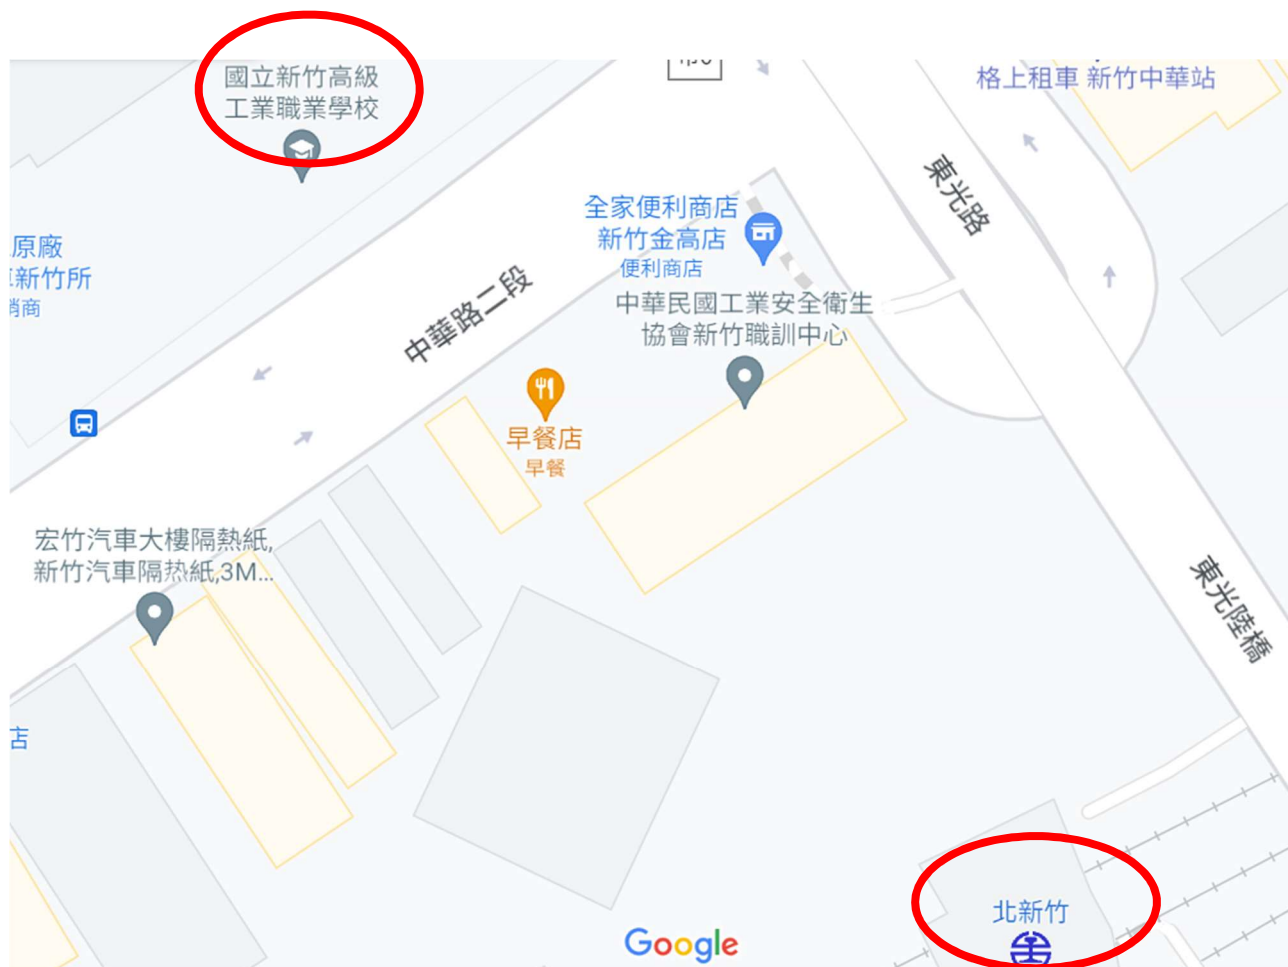 國立新竹高級
工業職業學校
格上租車 新竹中華站
東光路
全家便利商店
新竹金高店
便利商店
原廠
新竹所
銷商
中華路二段
中華民國工業安全衛生
協會新竹職訓中心
早餐店
早餐
宏竹汽車大樓隔熱紙,
新竹汽車隔热紙,3M...
東光陸橋
店
北新竹
Google